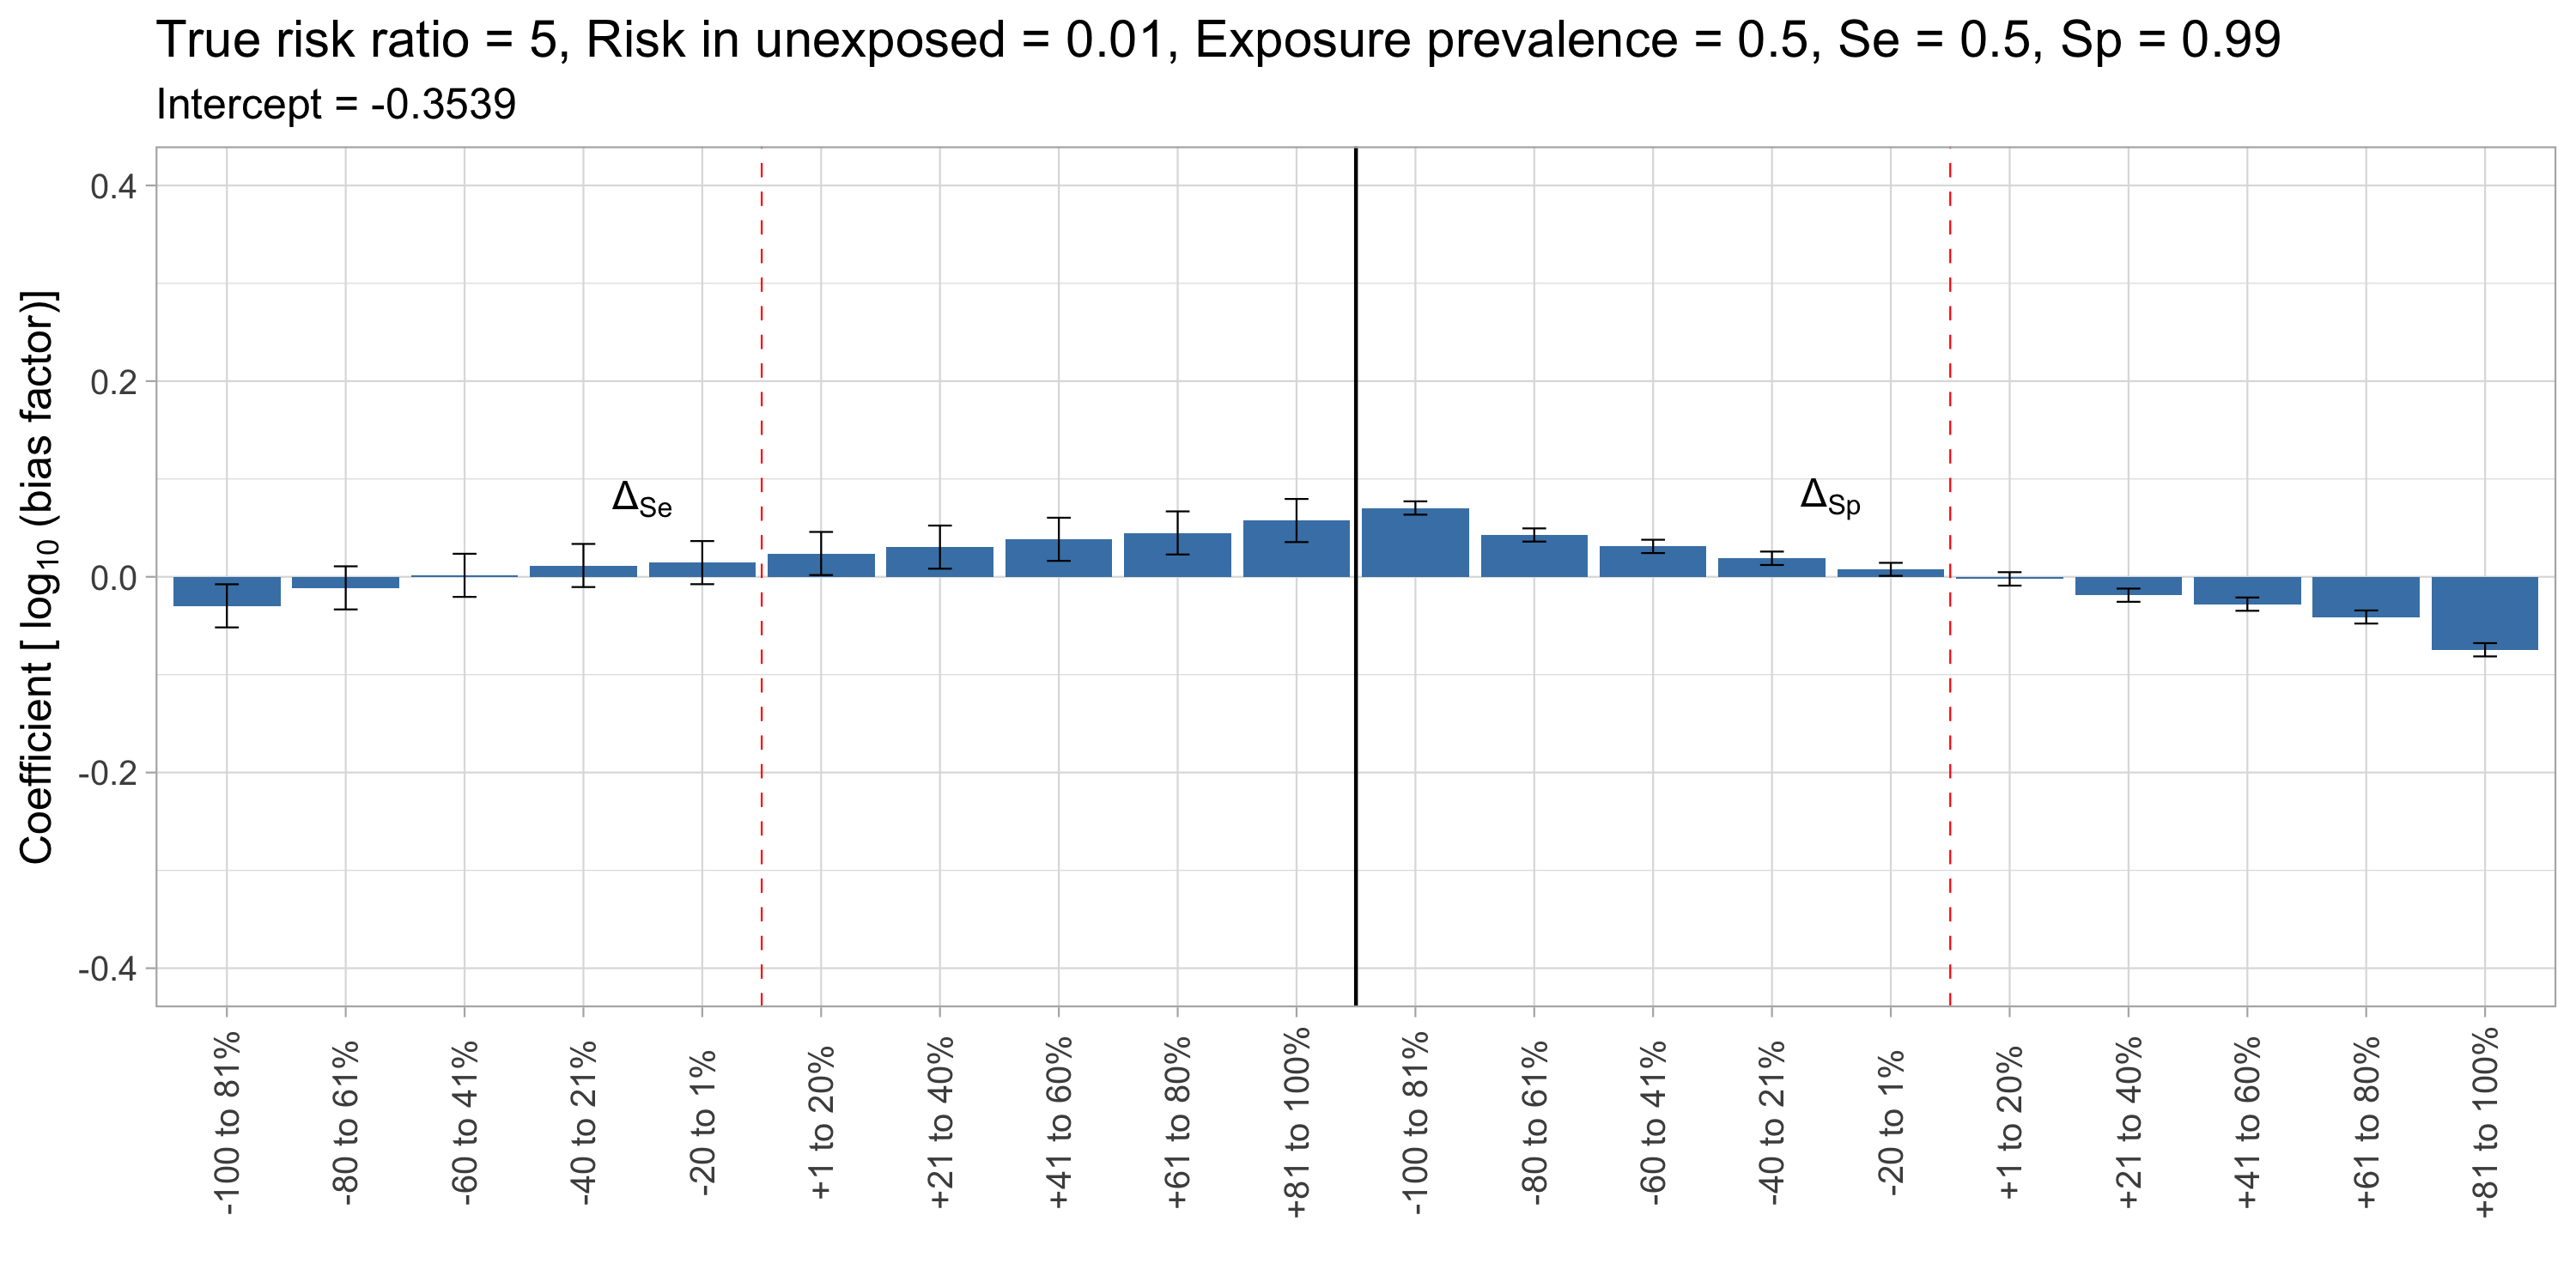 True risk ratio = 5, Risk in unexposed = 0.01, Exposure prevalence = 0.5, Se = 0.5, Sp = 0.99
Intercept = -0.3539
Coefficient [ log₁₀ (bias factor)]
0.4
0.2
0.0
-0.2
-0.4
ΔSe
ΔSp
-100 to 81%
-80 to 61%
-60 to 41%
-40 to 21%
-20 to 1%
+1 to 20%
+21 to 40%
+41 to 60%
+61 to 80%
+81 to 100%
-100 to 81%
-80 to 61%
-60 to 41%
-40 to 21%
-20 to 1%
+1 to 20%
+21 to 40%
+41 to 60%
+61 to 80%
+81 to 100%